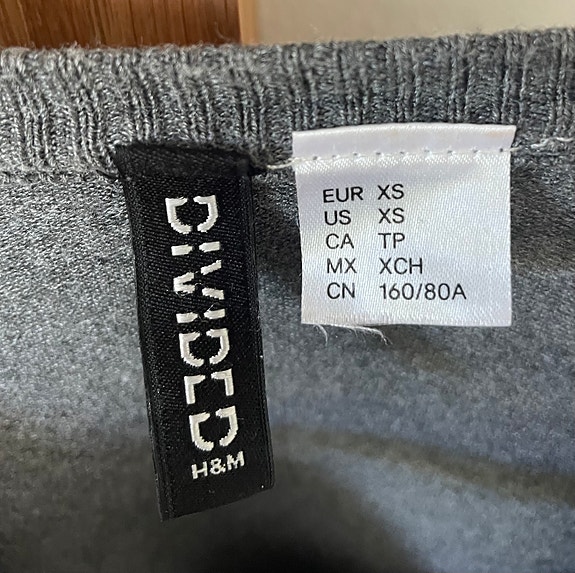 DIVIDED
H&M
EUR XS
US XS
CA TP
MX XCH
CN 160/80A